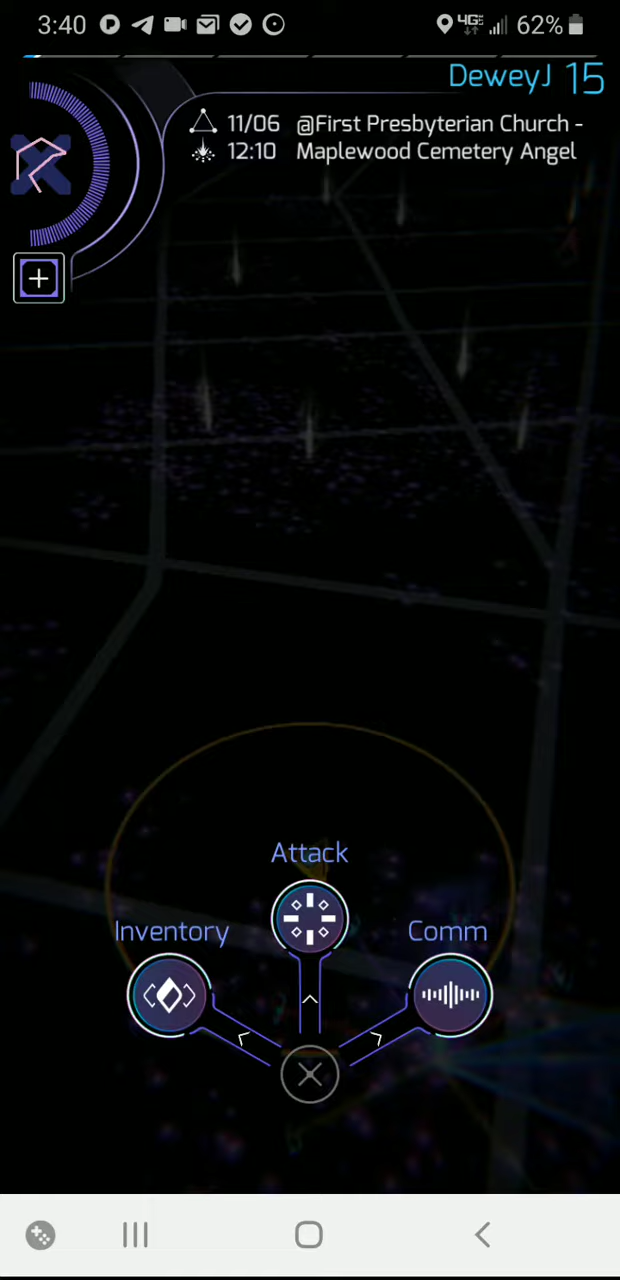 3:40
4G
62%
DeweyJ 15
11/06 @First Presbyterian Church -
12:10 Maplewood Cemetery Angel
Attack
Inventory
Comm